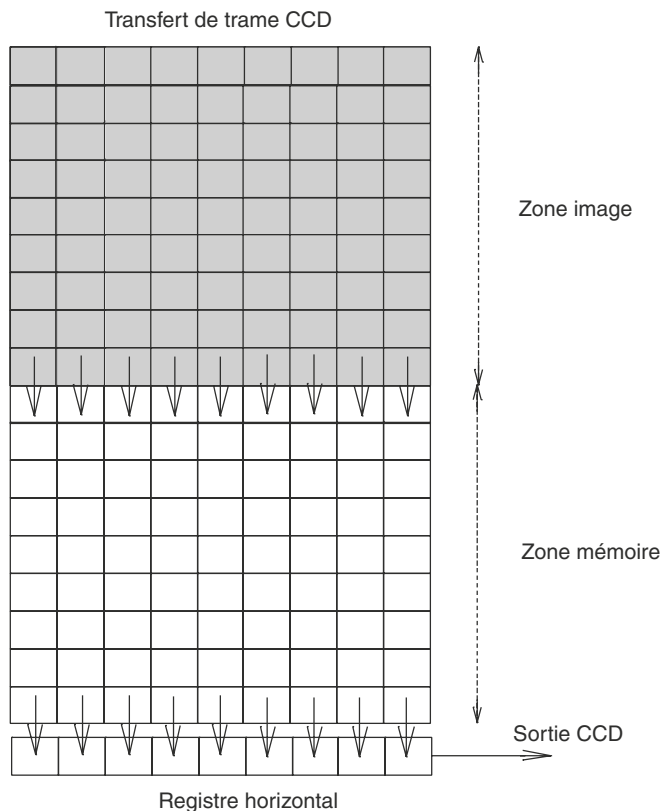 Transfert de trame CCD
Zone image
Zone mémoire
Sortie CCD
Registre horizontal